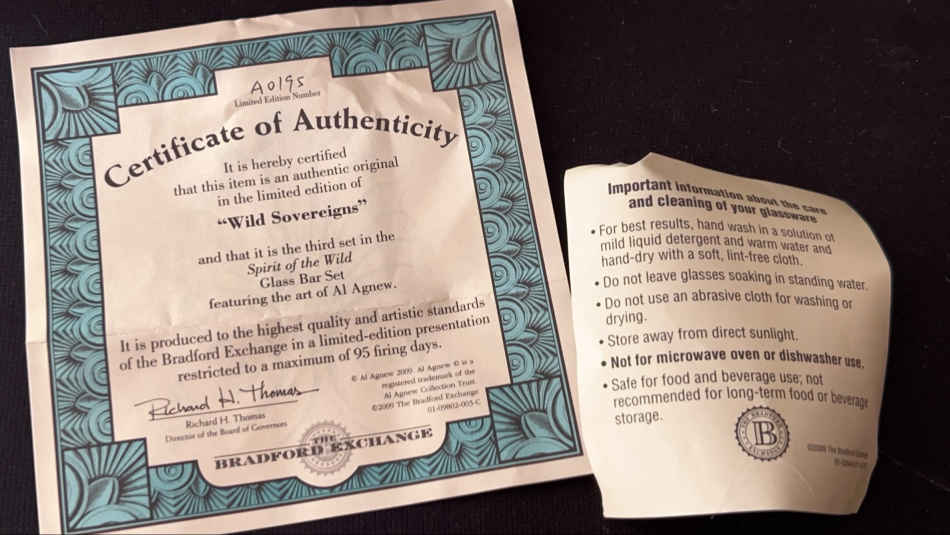 A0195
Limited Edition Number
Certificate of Authenticity
It is hereby certified
that this item is an authentic original
in the limited edition of
“Wild Sovereigns”
and that it is the third set in the
Spirit of the Wild
Glass Bar Set
featuring the art of Al Agnew.
It is produced to the highest quality and artistic standards
of the Bradford Exchange in a limited-edition presentation
restricted to a maximum of 95 firing days.
Richard H. Thomas
Richard H. Thomas
Director of the Board of Governors
© Al Agnew 2009 Al Agnew © is a
registered trademark of the
Al Agnew Collection Trust.
©2009 The Bradford Exchange
01-09802-003-C
THE
BRADFORD EXCHANGE
Important information about the care
and cleaning of your glassware
• For best results, hand wash in a solution of
mild liquid detergent and warm water and
hand-dry with a soft, lint-free cloth.
• Do not leave glasses soaking in standing water.
• Do not use an abrasive cloth for washing or
drying.
• Store away from direct sunlight.
• Not for microwave oven or dishwasher use.
• Safe for food and beverage use; not
recommended for long-term food or beverage
storage.
THE BRADFORD EXCHANGE
B
The Bradford